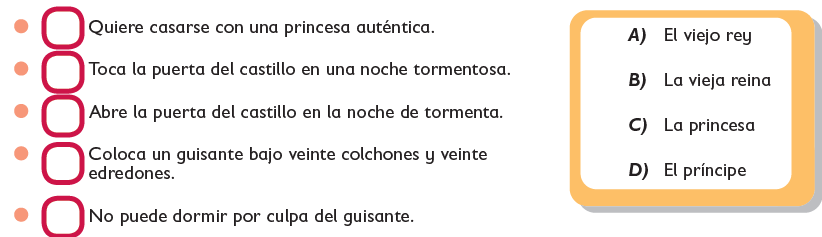 Quiere casarse con una princesa auténtica.
Toca la puerta del castillo en una noche tormentosa.
Abre la puerta del castillo en la noche de tormenta.
Coloca un guisante bajo veinte colchones y veinte
edredones.
No puede dormir por culpa del guisante.
A) El viejo rey
B) La vieja reina
C) La princesa
D) El príncipe